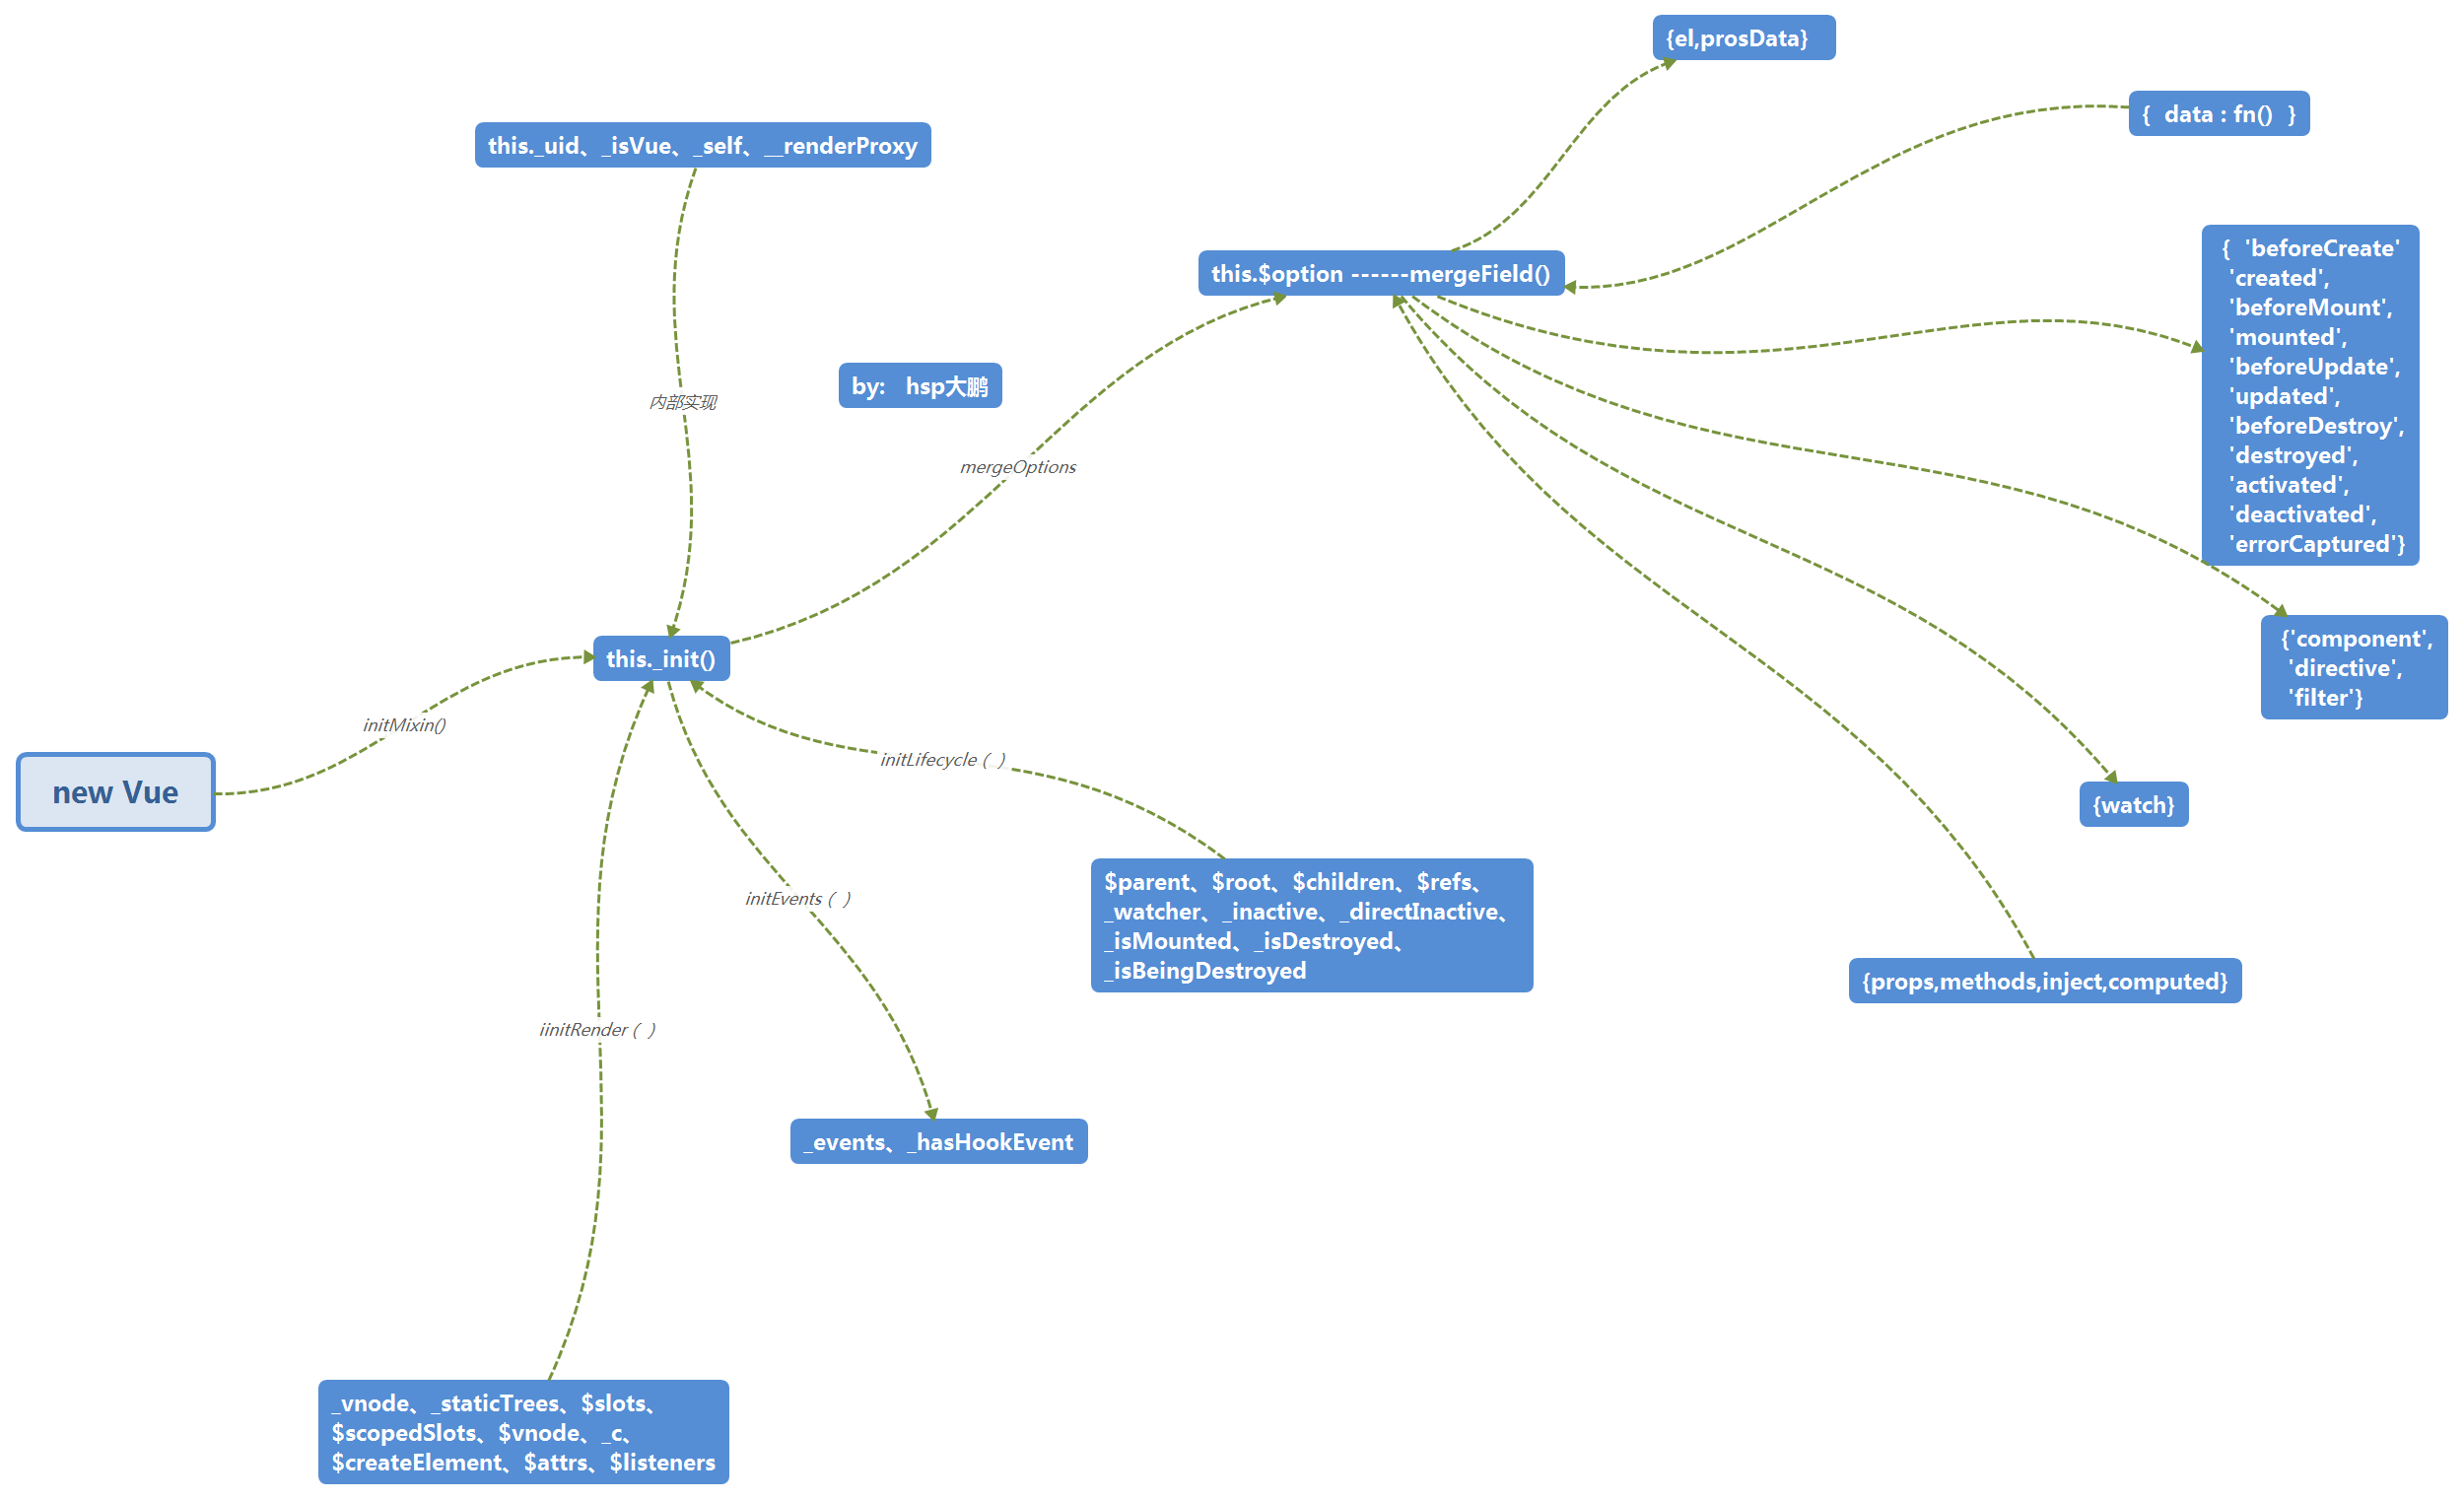 {el,prosData}
{ data : fn() }
this._uid、_isVue、_self、__renderProxy
{ 'beforeCreate'
'created',
'beforeMount',
'mounted',
'beforeUpdate',
'updated',
'beforeDestroy',
'destroyed',
'activated',
'deactivated',
'errorCaptured'}
this.$option ------mergeField()
by: hsp大鹏
内部实现
mergeOptions
this._init()
{'component',
'directive',
'filter'}
initMixin()
initLifecycle ( )
new Vue
{watch}
$parent、$root、$children、$refs、
_watcher、_inactive、_directInactive、
_isMounted、_isDestroyed、
_isBeingDestroyed
initEvents ( )
{props,methods,inject,computed}
iinitRender ( )
_events、_hasHookEvent
_vnode、_staticTrees、$slots、
$scopedSlots、$vnode、_c、
$createElement、$attrs、$listeners